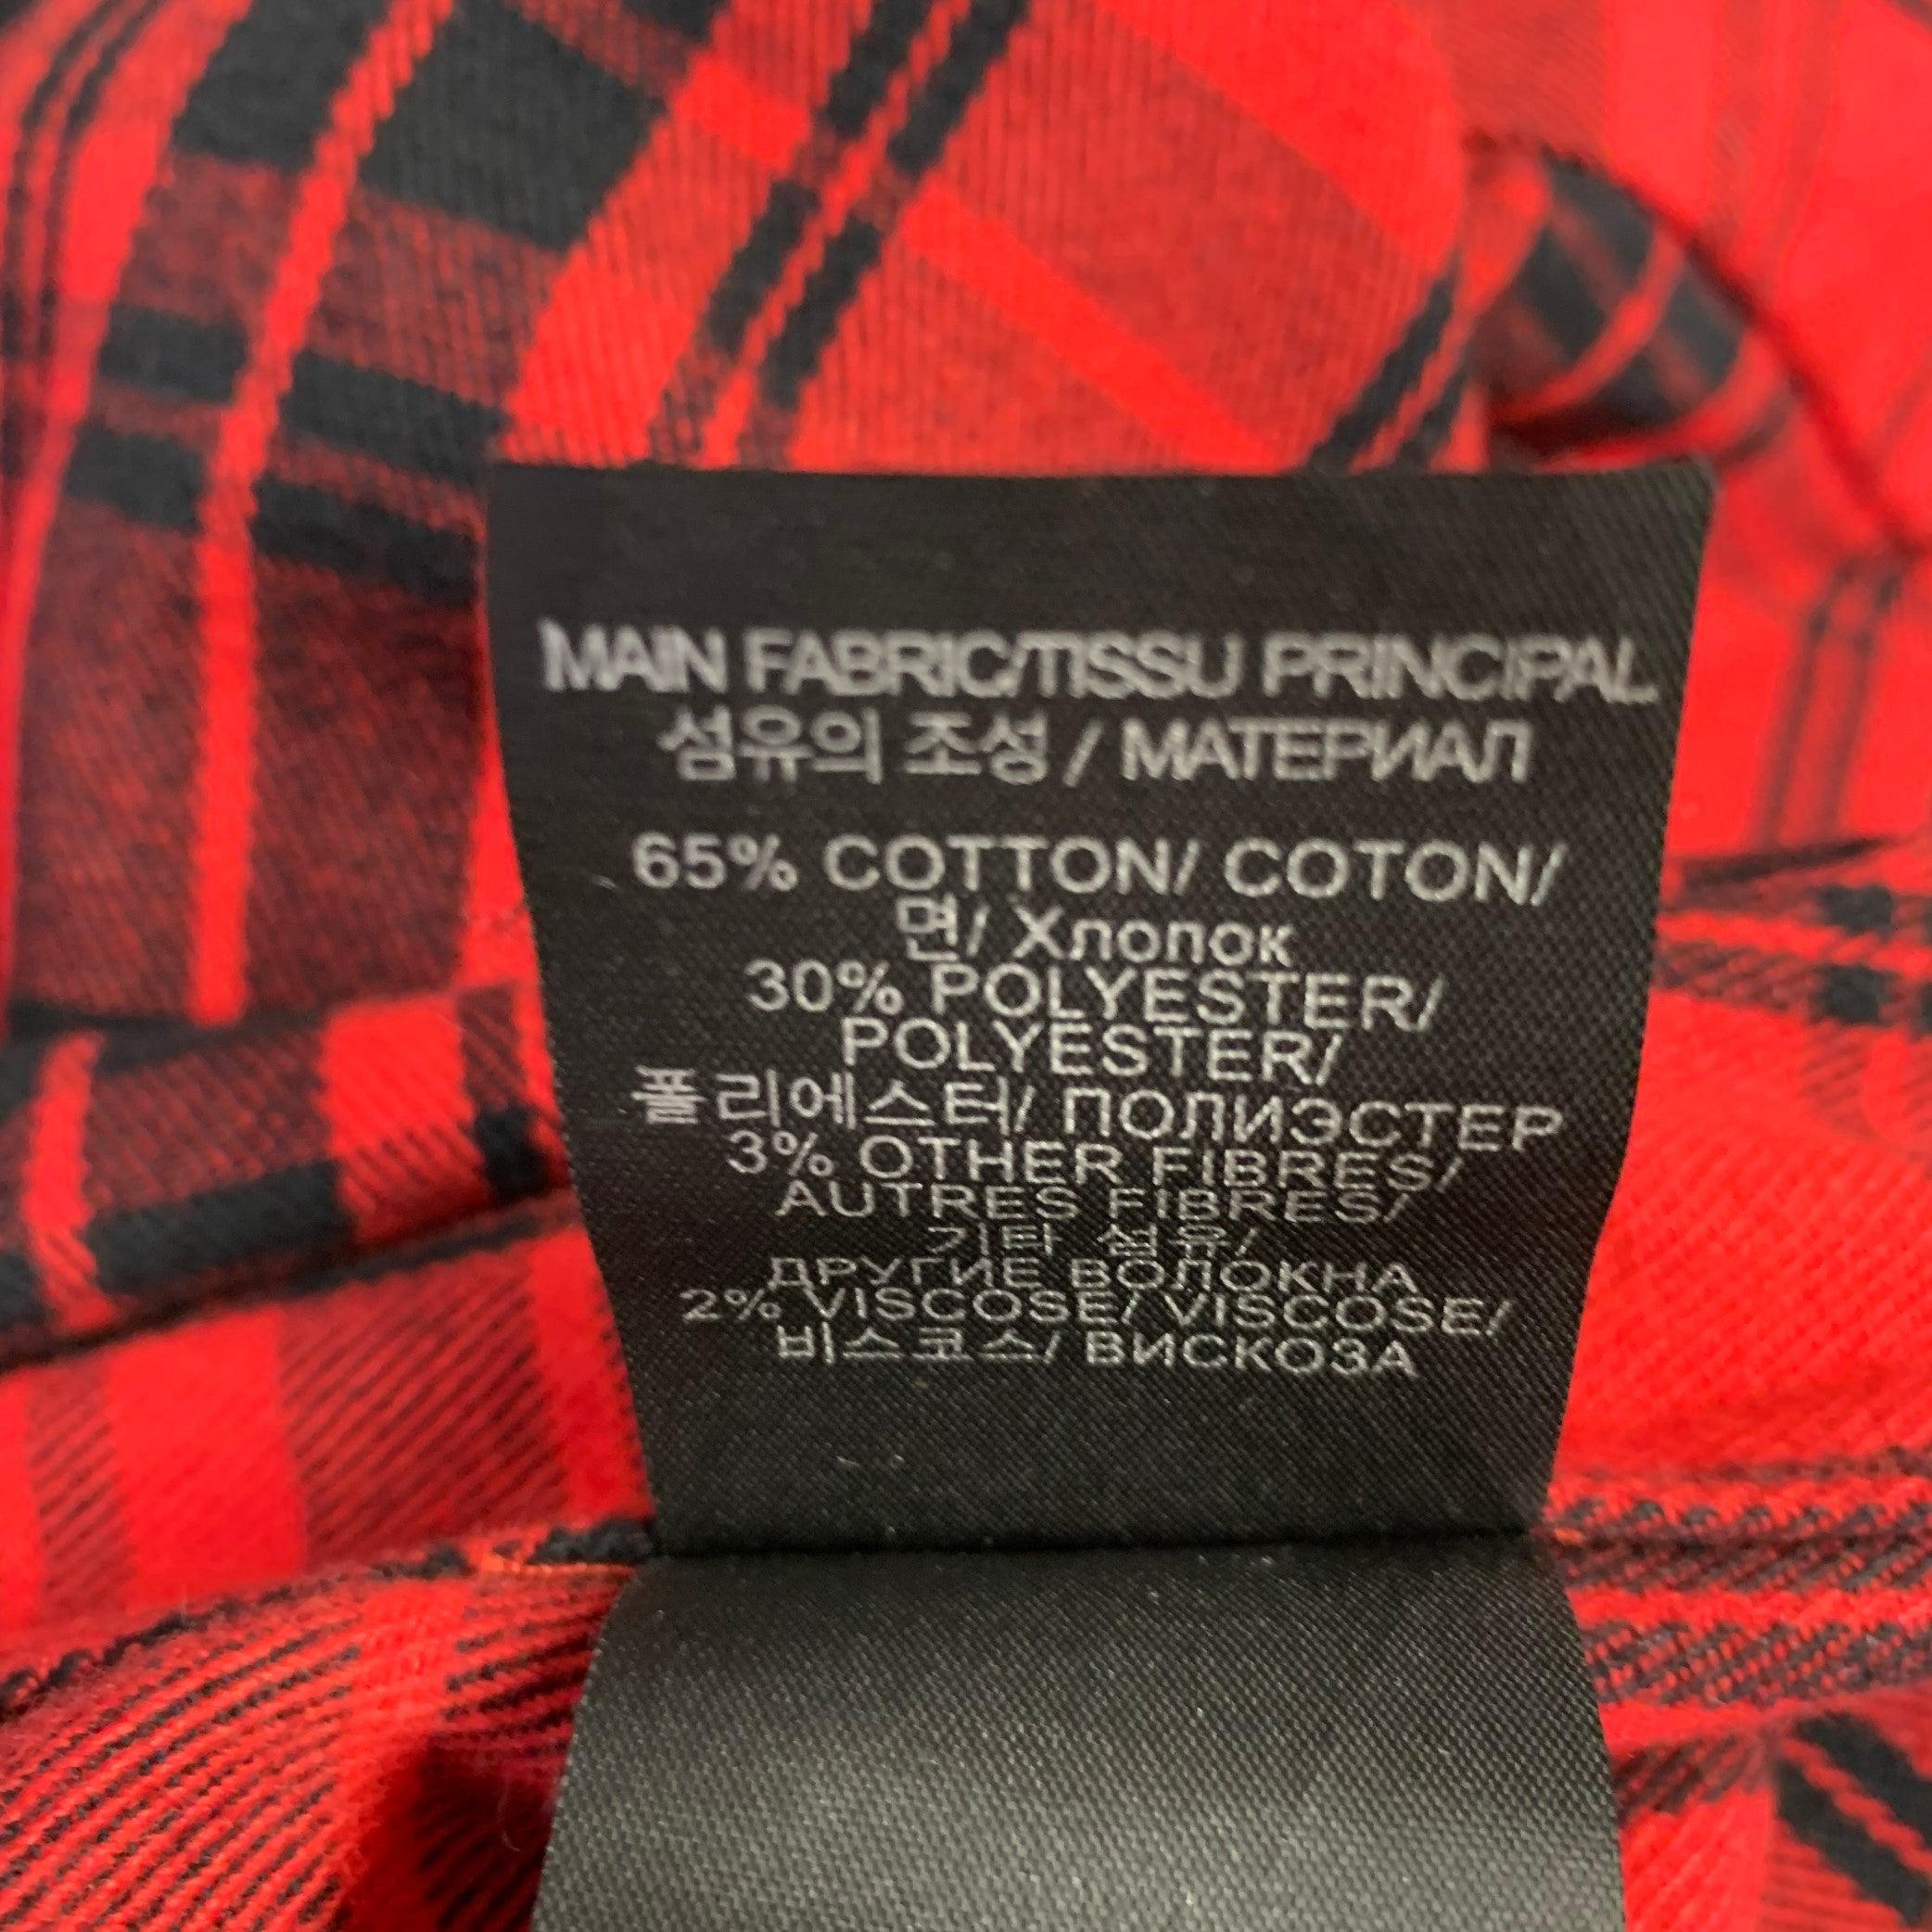 MAIN FABRIC/TISSU PRINCIPAL
섬유의 조성 / МАТЕРИАЛ
65% COTTON/ COTON/
면/ Хлопок
30% POLYESTER/
POLYESTER/
폴리에스터/ ПОЛИЭСТЕР
3% OTHER FIBRES/
AUTRES FIBRES/
기타 섬유/
ДРУГИЕ ВОЛОКНА
2% VISCOSE/ VISCOSE/
비스코스/ ВИСКОЗА